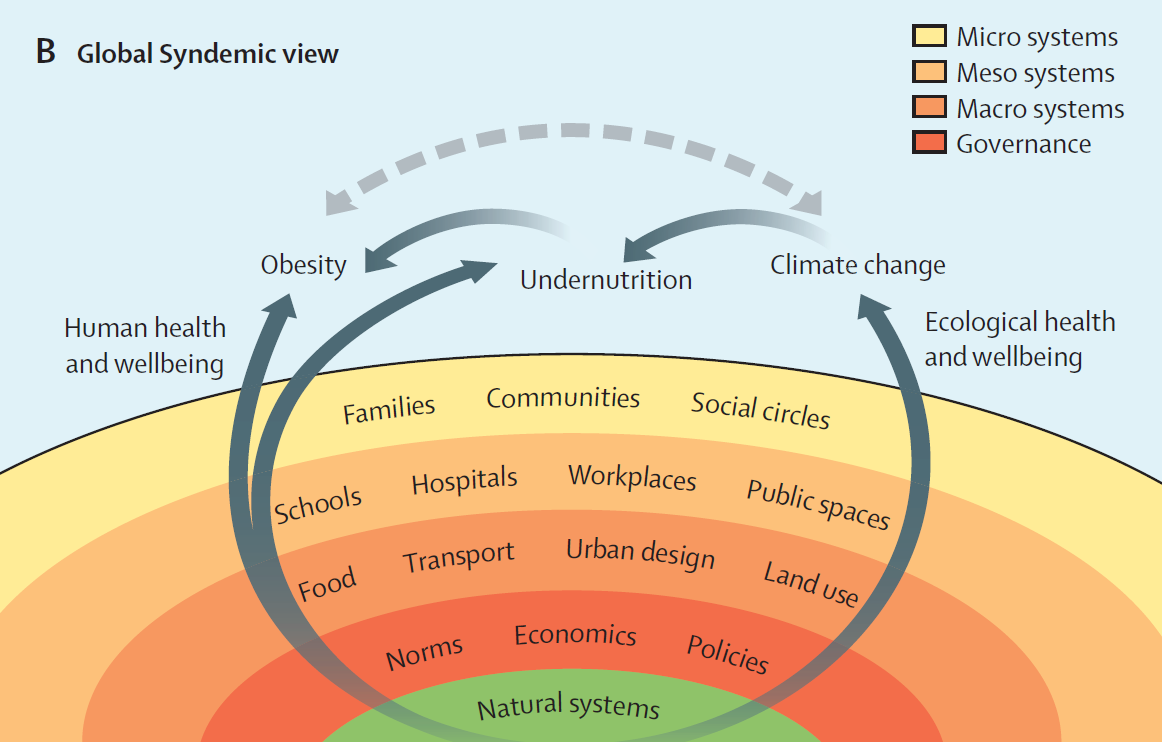 B Global Syndemic view
Micro systems
Meso systems
Macro systems
Governance
Obesity
Undernutrition
Climate change
Human health
and wellbeing
Ecological health
and wellbeing
Families Communities Social circles
Schools Hospitals Workplaces Public spaces
Food Transport Urban design Land use
Norms Economics Policies
Natural systems